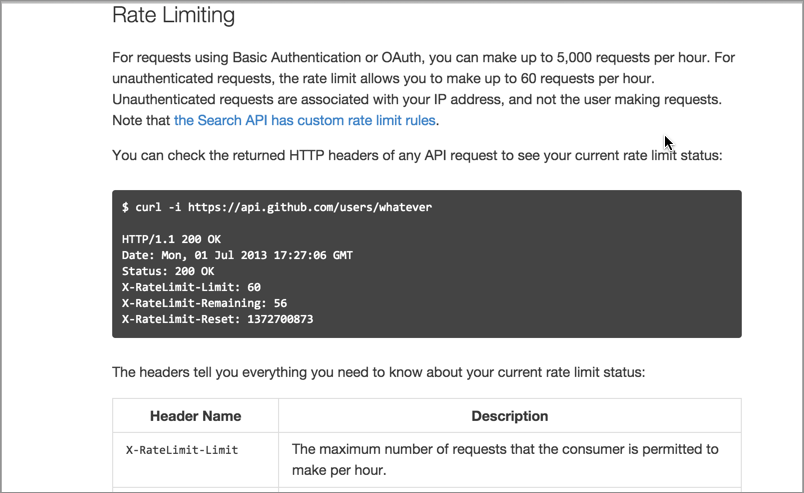 Rate Limiting
For requests using Basic Authentication or OAuth, you can make up to 5,000 requests per hour. For
unauthenticated requests, the rate limit allows you to make up to 60 requests per hour.
Unauthenticated requests are associated with your IP address, and not the user making requests.
Note that the Search API has custom rate limit rules.
You can check the returned HTTP headers of any API request to see your current rate limit status:
$ curl -i https://api.github.com/users/whatever
HTTP/1.1 200 OK
Date: Mon, 01 Jul 2013 17:27:06 GMT
Status: 200 OK
X-RateLimit-Limit: 60
X-RateLimit-Remaining: 56
X-RateLimit-Reset: 1372700873
The headers tell you everything you need to know about your current rate limit status:
Header Name Description
X-RateLimit-Limit The maximum number of requests that the consumer is permitted to
make per hour.